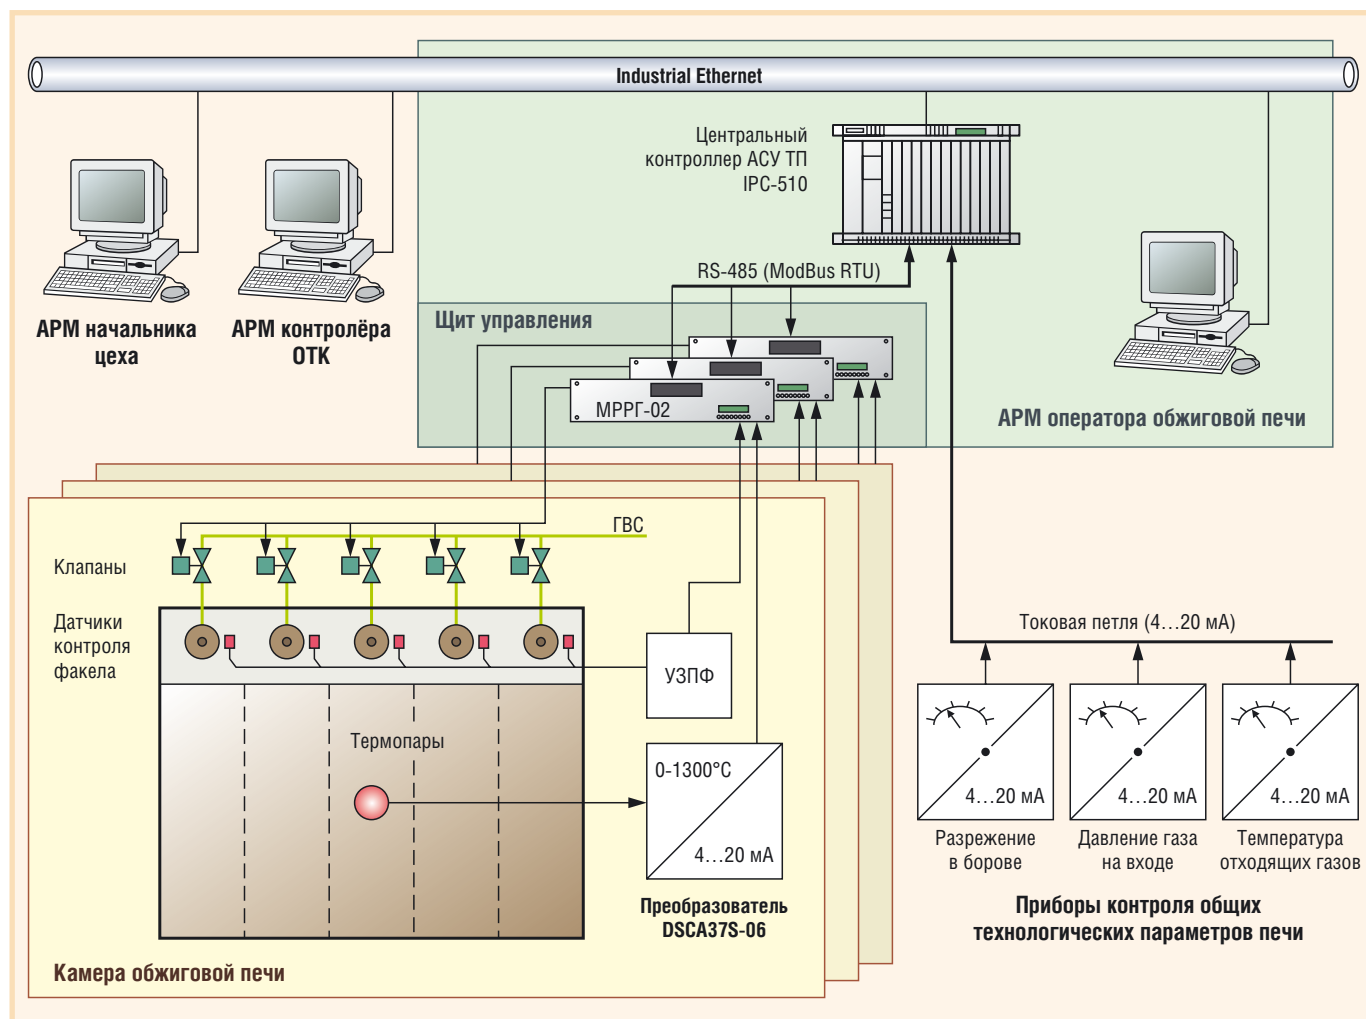 Industrial Ethernet
Центральный
контроллер АСУ ТП
IPC-510
АРМ начальника
цеха
АРМ контролёра
ОТК
RS-485 (ModBus RTU)
Щит управления
МРРГ-02
АРМ оператора обжиговой печи
ГВС
Клапаны
Датчики
контроля
факела
УЗПФ
Термопары
0-1300°C
4...20 мА
Преобразователь
DSCA37S-06
Камера обжиговой печи
Токовая петля (4...20 мА)
4...20 мА
4...20 мА
4...20 мА
Разрежение
в борове
Давление газа
на входе
Температура
отходящих газов
Приборы контроля общих
технологических параметров печи